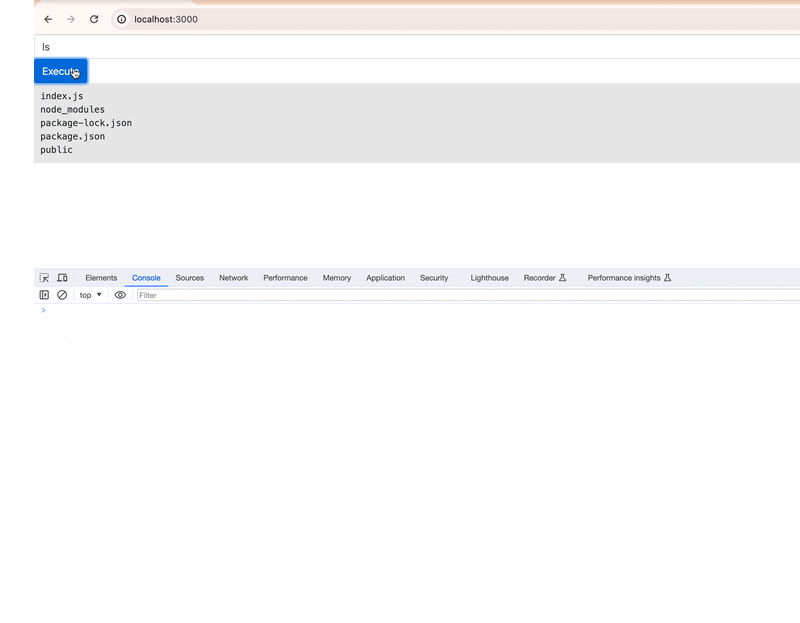 localhost:3000
ls
Execute
index.js
node_modules
package-lock.json
package.json
public
Elements Console Sources Network Performance Memory Application Security Lighthouse Recorder Performance insights
top Filter